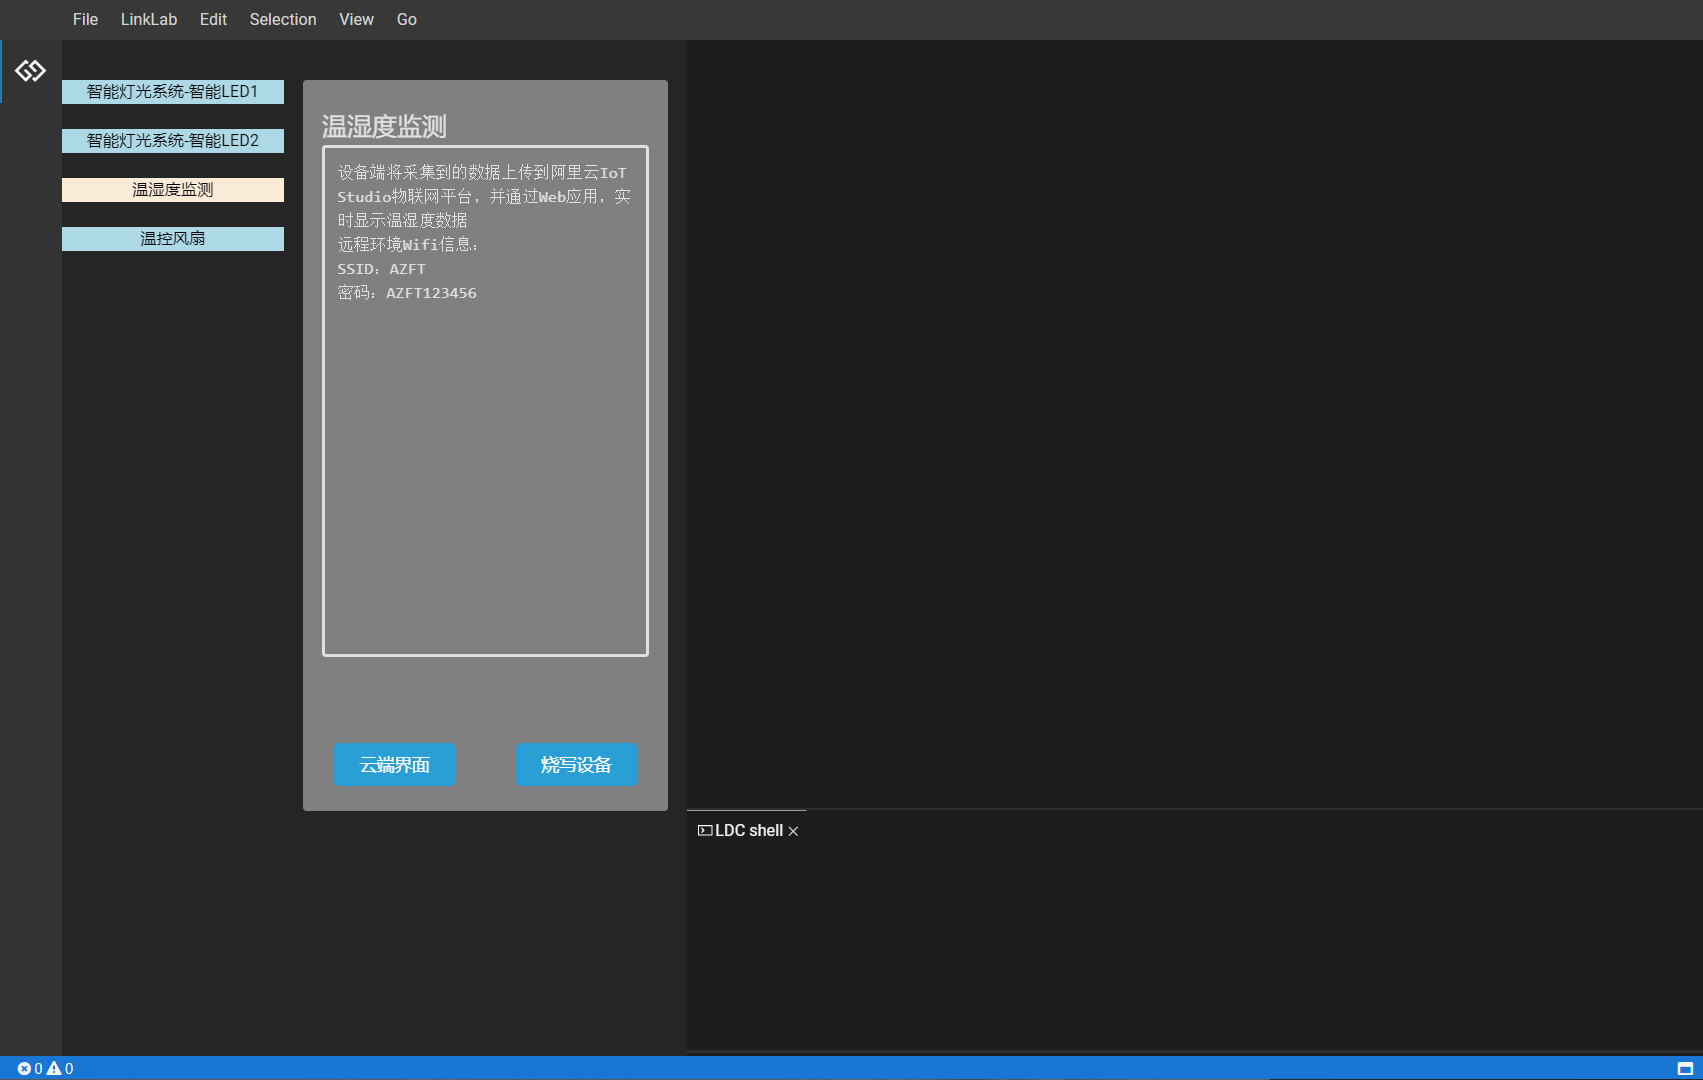 File LinkLab Edit Selection View Go
智能灯光系统-智能LED1
智能灯光系统-智能LED2
温湿度监测
温控风扇
温湿度监测
设备端将采集到的数据上传到阿里云IoT
Studio物联网平台，并通过Web应用，实
时显示温湿度数据
远程环境Wifi信息：
SSID：AZFT
密码：AZFT123456
云端界面 烧写设备
LDC shell
0 0